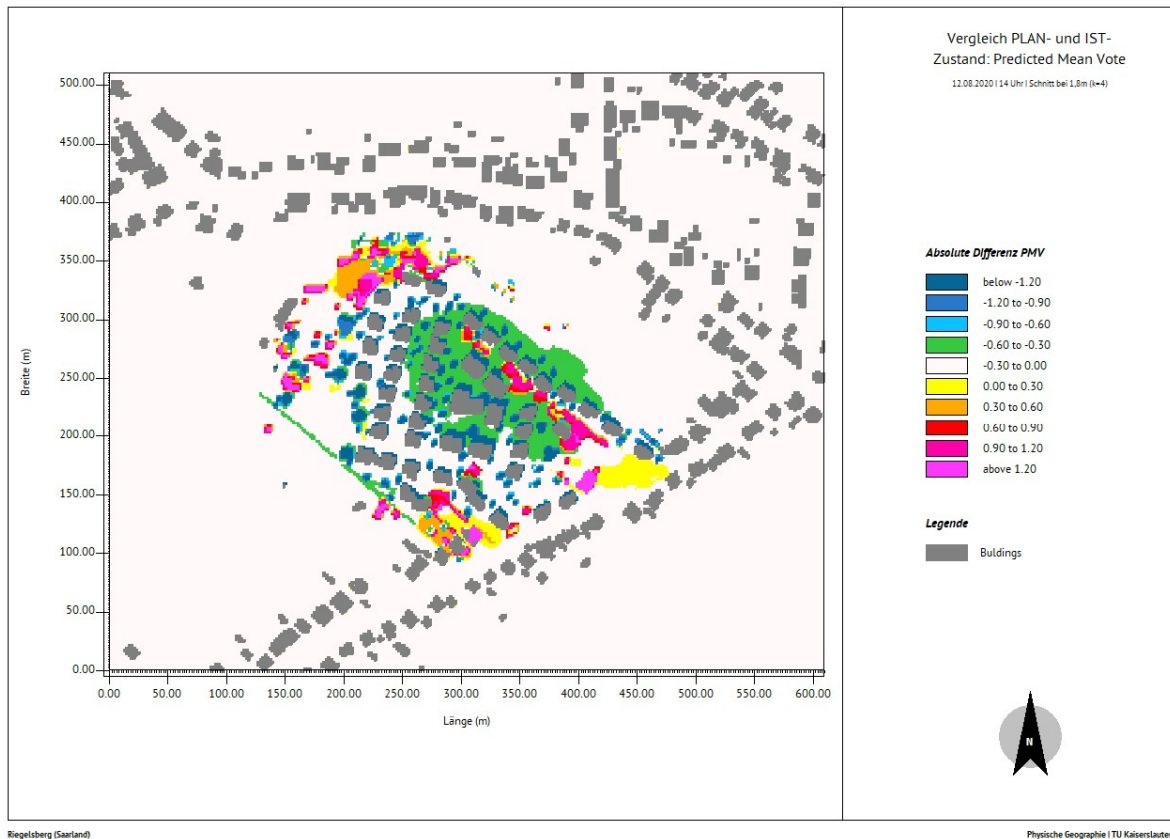 Vergleich PLAN- und IST-
Zustand: Predicted Mean Vote
12.08.2020 | 14 Uhr | Schnitt bei 1,8m (k=4)
500.00
450.00
400.00
350.00
300.00
250.00
200.00
150.00
100.00
50.00
0.00
Breite (m)
0.00 50.00 100.00 150.00 200.00 250.00 300.00 350.00 400.00 450.00 500.00 550.00 600.00
Länge (m)
Absolute Differenz PMV
below -1.20
-1.20 to -0.90
-0.90 to -0.60
-0.60 to -0.30
-0.30 to 0.00
0.00 to 0.30
0.30 to 0.60
0.60 to 0.90
0.90 to 1.20
above 1.20
Legende
Buldings
N
Riegelsberg (Saarland)
Physische Geographie | TU Kaiserslauter